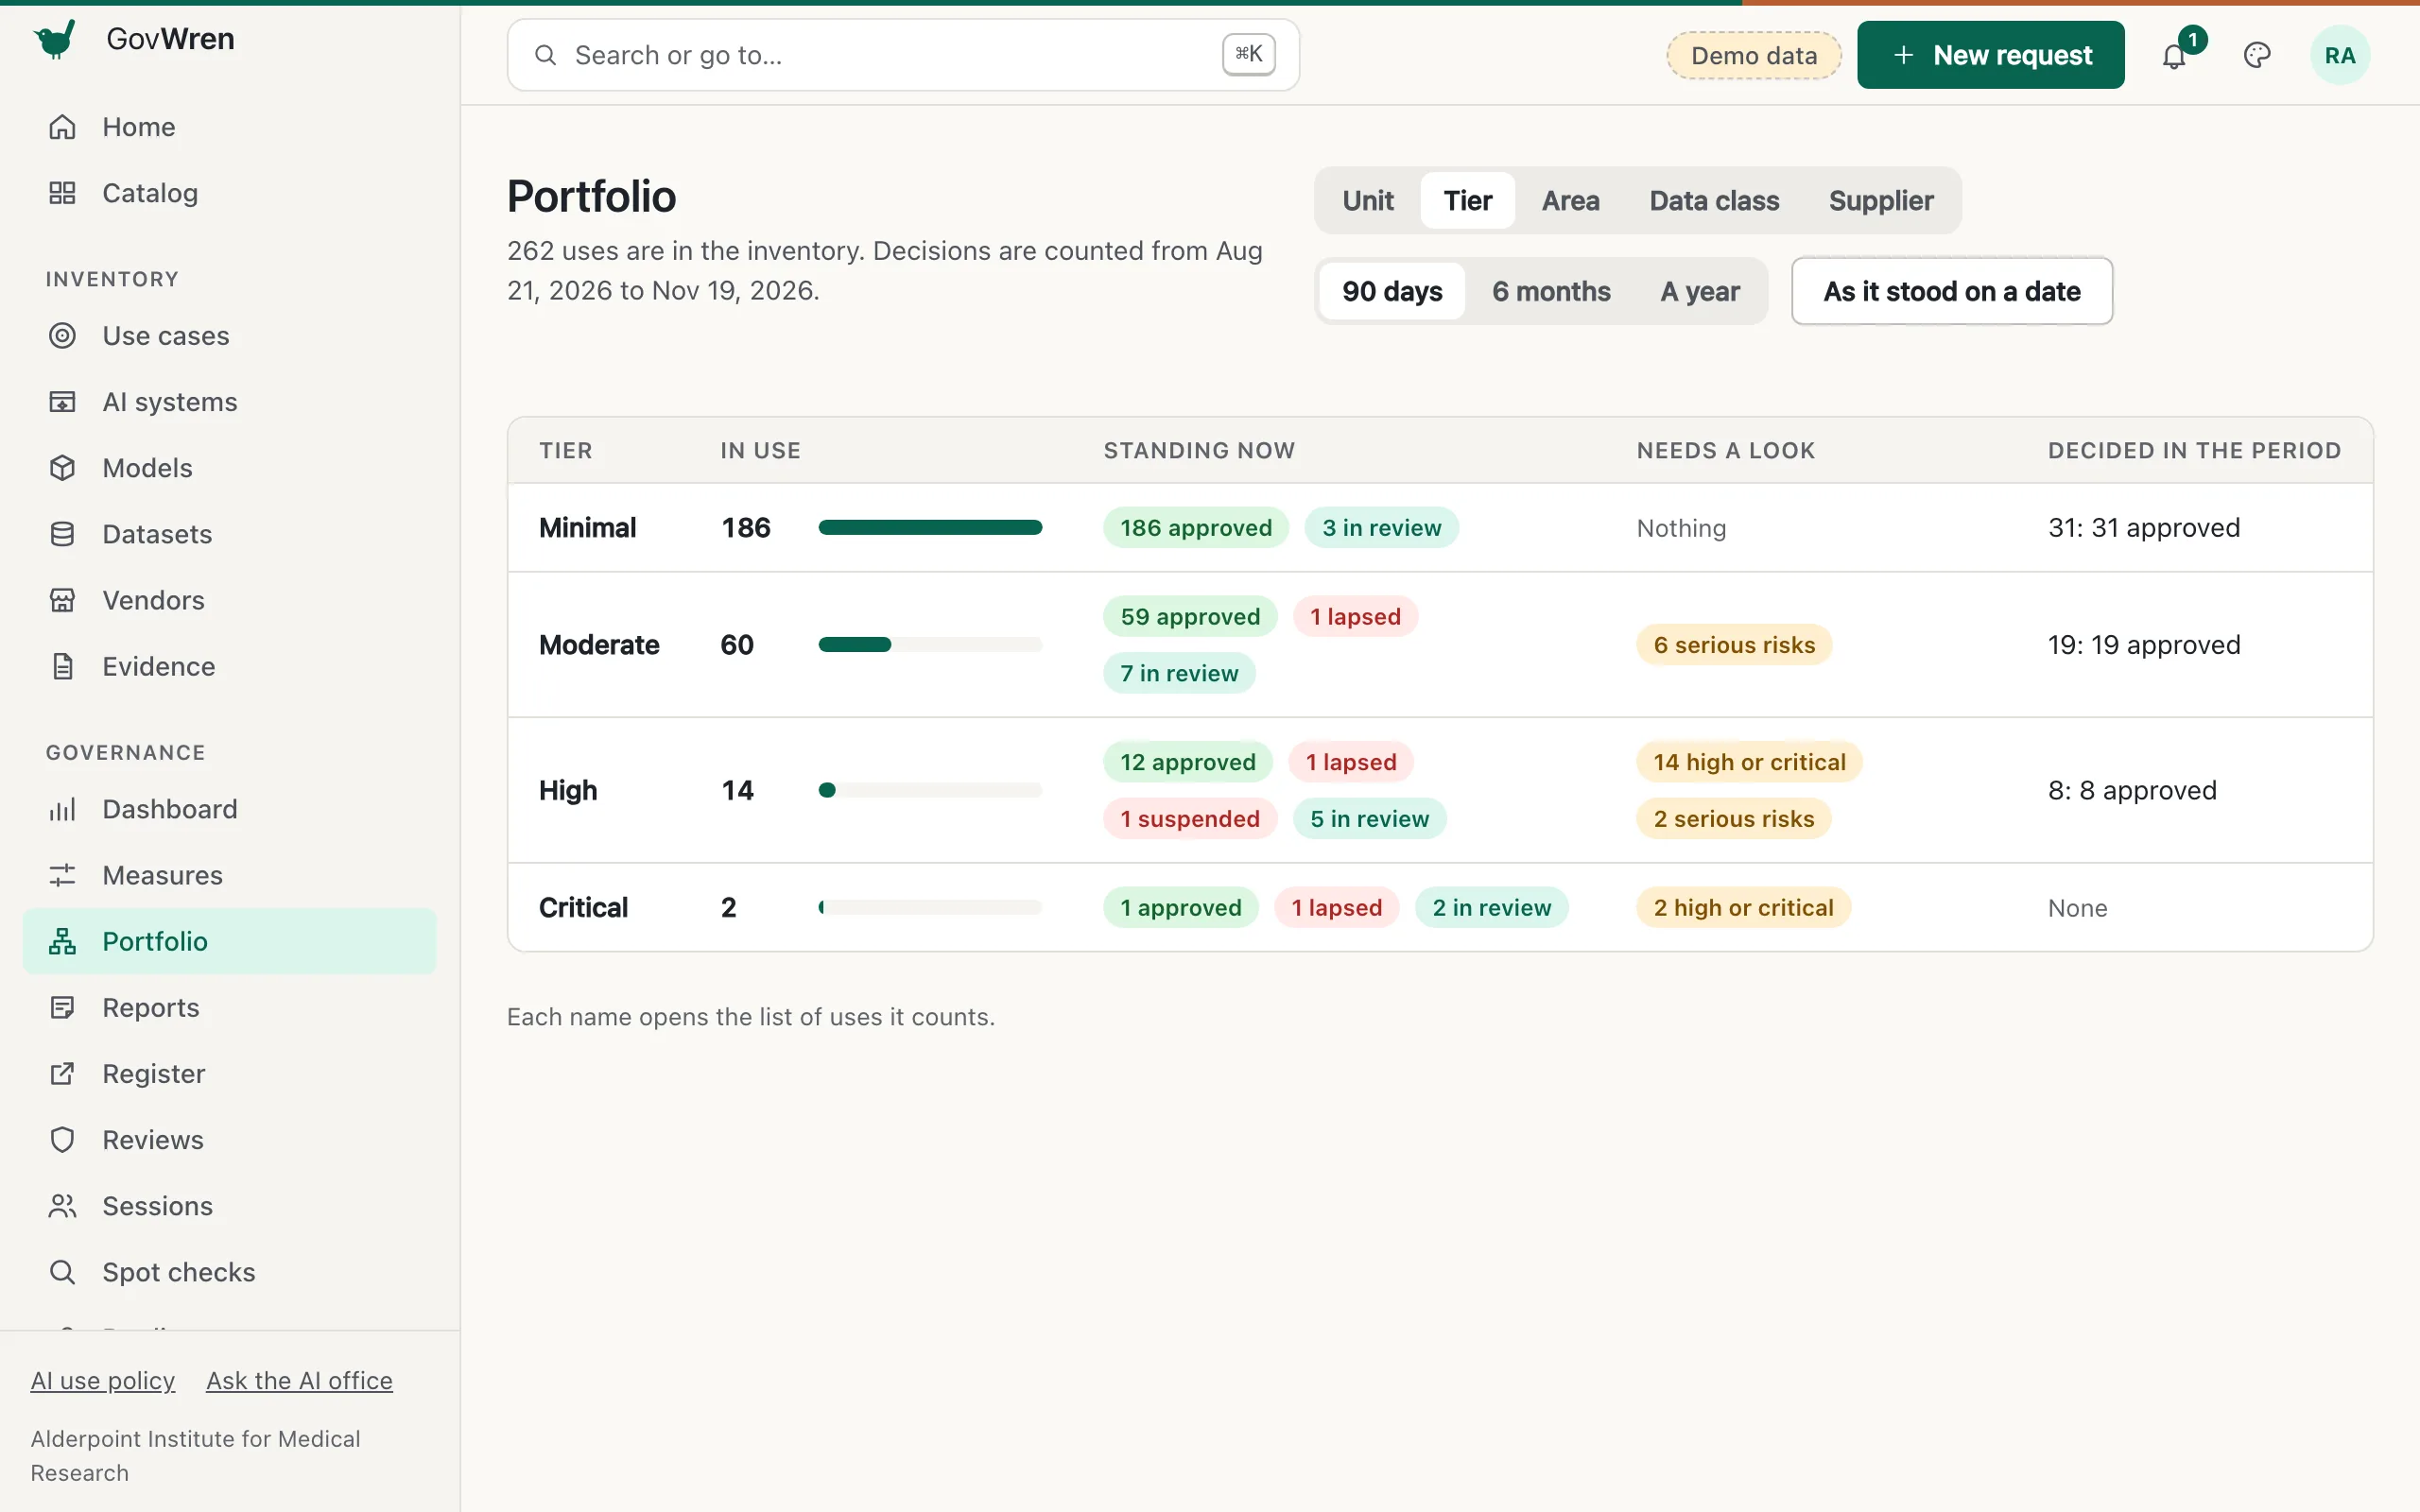 GovWren
Search or go to...
⌘K
Demo data
+ New request
1
RA
Home
Catalog
INVENTORY
Use cases
AI systems
Models
Datasets
Vendors
Evidence
GOVERNANCE
Dashboard
Measures
Portfolio
Reports
Register
Reviews
Sessions
Spot checks
AI use policy
Ask the AI office
Alderpoint Institute for Medical
Research
Portfolio
262 uses are in the inventory. Decisions are counted from Aug
21, 2026 to Nov 19, 2026.
Unit
Tier
Area
Data class
Supplier
90 days
6 months
A year
As it stood on a date
TIER
IN USE
STANDING NOW
NEEDS A LOOK
DECIDED IN THE PERIOD
Minimal
186
186 approved
3 in review
Nothing
31: 31 approved
Moderate
60
59 approved
1 lapsed
7 in review
6 serious risks
19: 19 approved
High
14
12 approved
1 lapsed
1 suspended
5 in review
14 high or critical
2 serious risks
8: 8 approved
Critical
2
1 approved
1 lapsed
2 in review
2 high or critical
None
Each name opens the list of uses it counts.